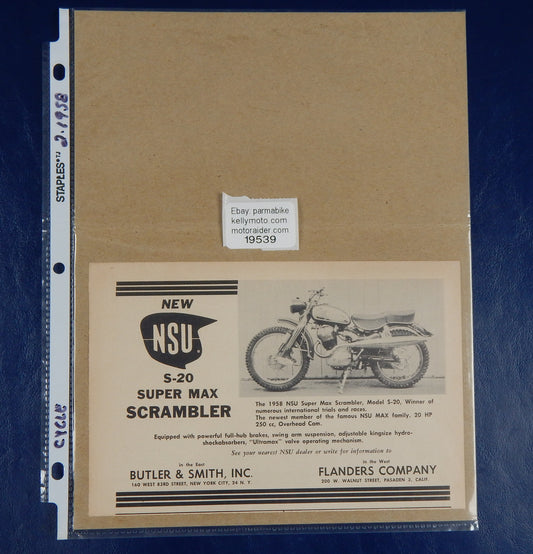 STAPLES®TJ
2-1958
Ebay. parmabike
kellymoto.com
motoraider.com
19539
NEW
NSU
S-20
SUPER MAX
SCRAMBLER
The 1958 NSU Super Max Scrambler, Model S-20, Winner of
numerous international trials and races.
The newest member of the famous NSU MAX family. 20 HP
250 cc, Overhead Cam.
Equipped with powerful full-hub brakes, swing arm suspension, adjustable kingsize hydro-
shockabsorbers, "Ultramax" valve operating mechanism.
See your nearest NSU dealer or write for information to
in the East
BUTLER & SMITH, INC.
160 WEST 83RD STREET, NEW YORK CITY, 24 N. Y.
in the West
FLANDERS COMPANY
200 W. WALNUT STREET, PASADEN 2, CALIF.